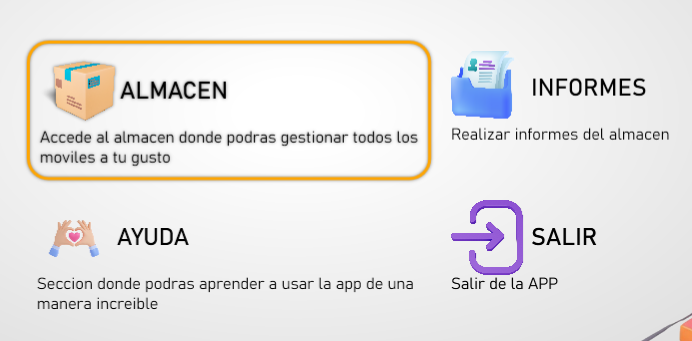 ALMACEN
Accede al almacen donde podras gestionar todos los
moviles a tu gusto
INFORMES
Realizar informes del almacen
AYUDA
Seccion donde podras aprender a usar la app de una
manera increible
SALIR
Salir de la APP